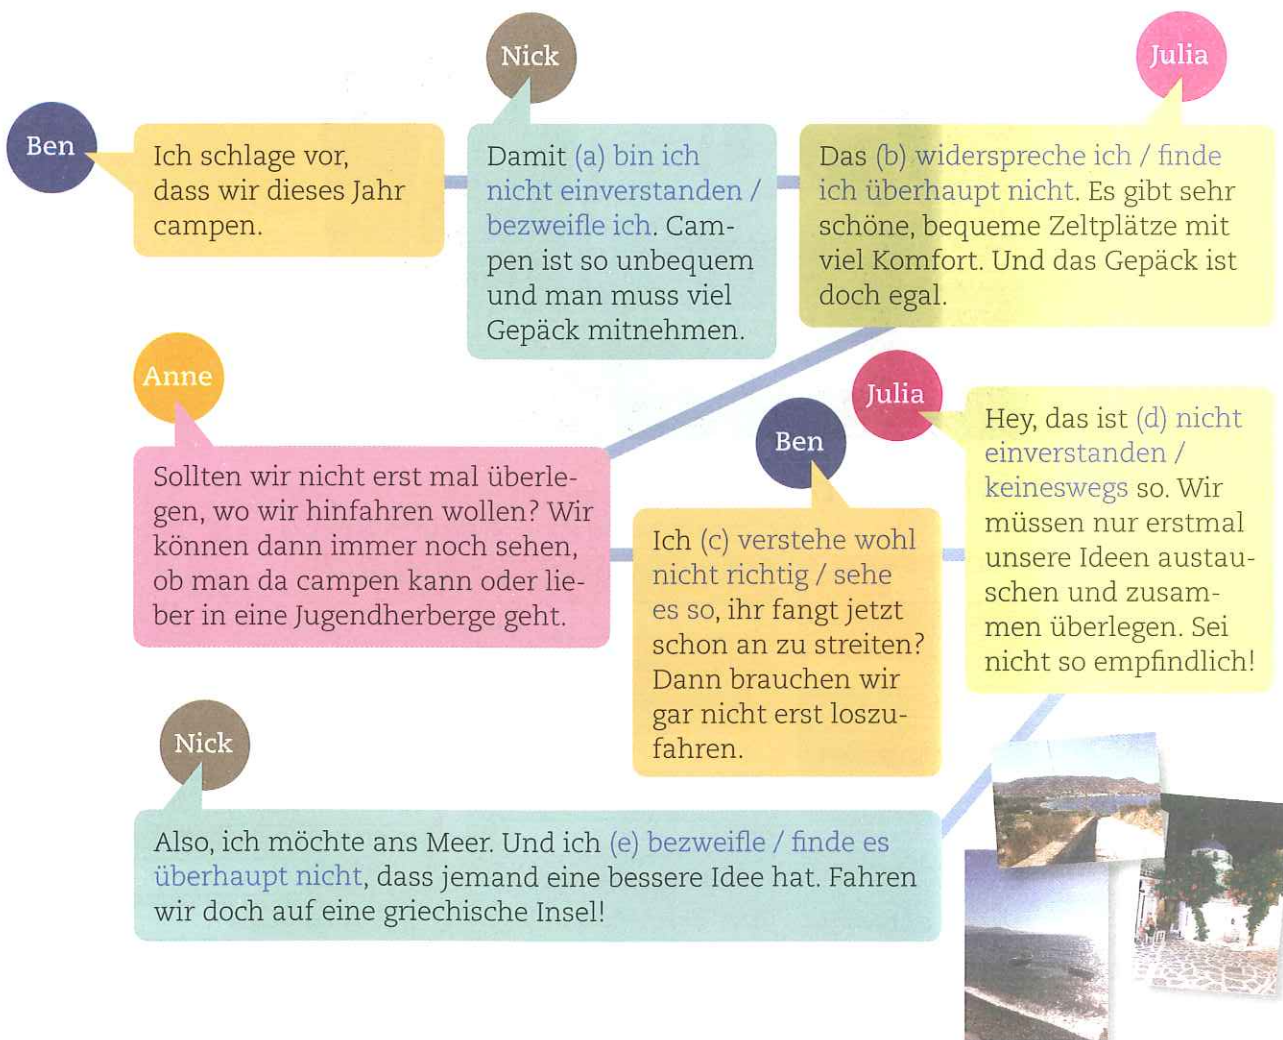 Ben
Ich schlage vor,
dass wir dieses Jahr
campen.
Nick
Damit (a) bin ich
nicht einverstanden /
bezweifle ich. Cam-
pen ist so unbequem
und man muss viel
Gepäck mitnehmen.
Julia
Das (b) widerspreche ich / finde
ich überhaupt nicht. Es gibt sehr
schöne, bequeme Zeltplätze mit
viel Komfort. Und das Gepäck ist
doch egal.
Anne
Sollten wir nicht erst mal überle-
gen, wo wir hinfahren wollen? Wir
können dann immer noch sehen,
ob man da campen kann oder lie-
ber in eine Jugendherberge geht.
Ben
Ich (c) verstehe wohl
nicht richtig / sehe
es so, ihr fangt jetzt
schon an zu streiten?
Dann brauchen wir
gar nicht erst loszu-
fahren.
Julia
Hey, das ist (d) nicht
einverstanden /
keineswegs so. Wir
müssen nur erstmal
unsere Ideen austau-
schen und zusam-
men überlegen. Sei
nicht so empfindlich!
Nick
Also, ich möchte ans Meer. Und ich (e) bezweifle / finde es
überhaupt nicht, dass jemand eine bessere Idee hat. Fahren
wir doch auf eine griechische Insel!